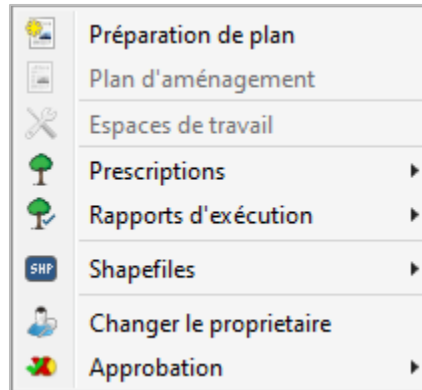 Préparation de plan
Plan d'aménagement
Espaces de travail
Prescriptions
Rapports d'exécution
SHP Shapefiles
Changer le proprietaire
Approbation